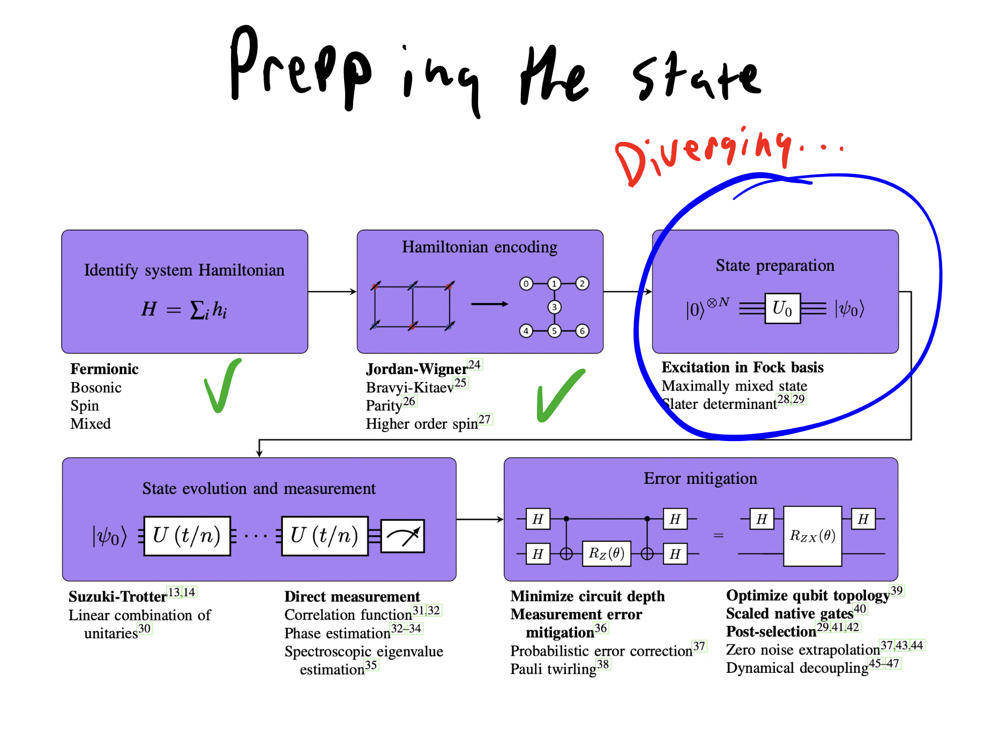 Prepping the state
Diverging...
Identify system Hamiltonian
H = ∑ᵢ hᵢ
Fermionic
Bosonic
Spin
Mixed
Hamiltonian encoding
0 1 2
3
4 5 6
Jordan-Wigner24
Bravyi-Kitaev25
Parity26
Higher order spin27
State preparation
|0⟩⊗N U₀ |ψ₀⟩
Excitation in Fock basis
Maximally mixed state
Slater determinant28,29
State evolution and measurement
|ψ₀⟩ U (t/n) ··· U (t/n)
Suzuki-Trotter13,14
Linear combination of
unitaries30
Direct measurement
Correlation function31,32
Phase estimation32–34
Spectroscopic eigenvalue
estimation35
Error mitigation
H H = H R_ZX(θ) H
H R_Z(θ) H
Minimize circuit depth
Measurement error
mitigation36
Probabilistic error correction37
Pauli twirling38
Optimize qubit topology39
Scaled native gates40
Post-selection29,41,42
Zero noise extrapolation37,43,44
Dynamical decoupling45–47